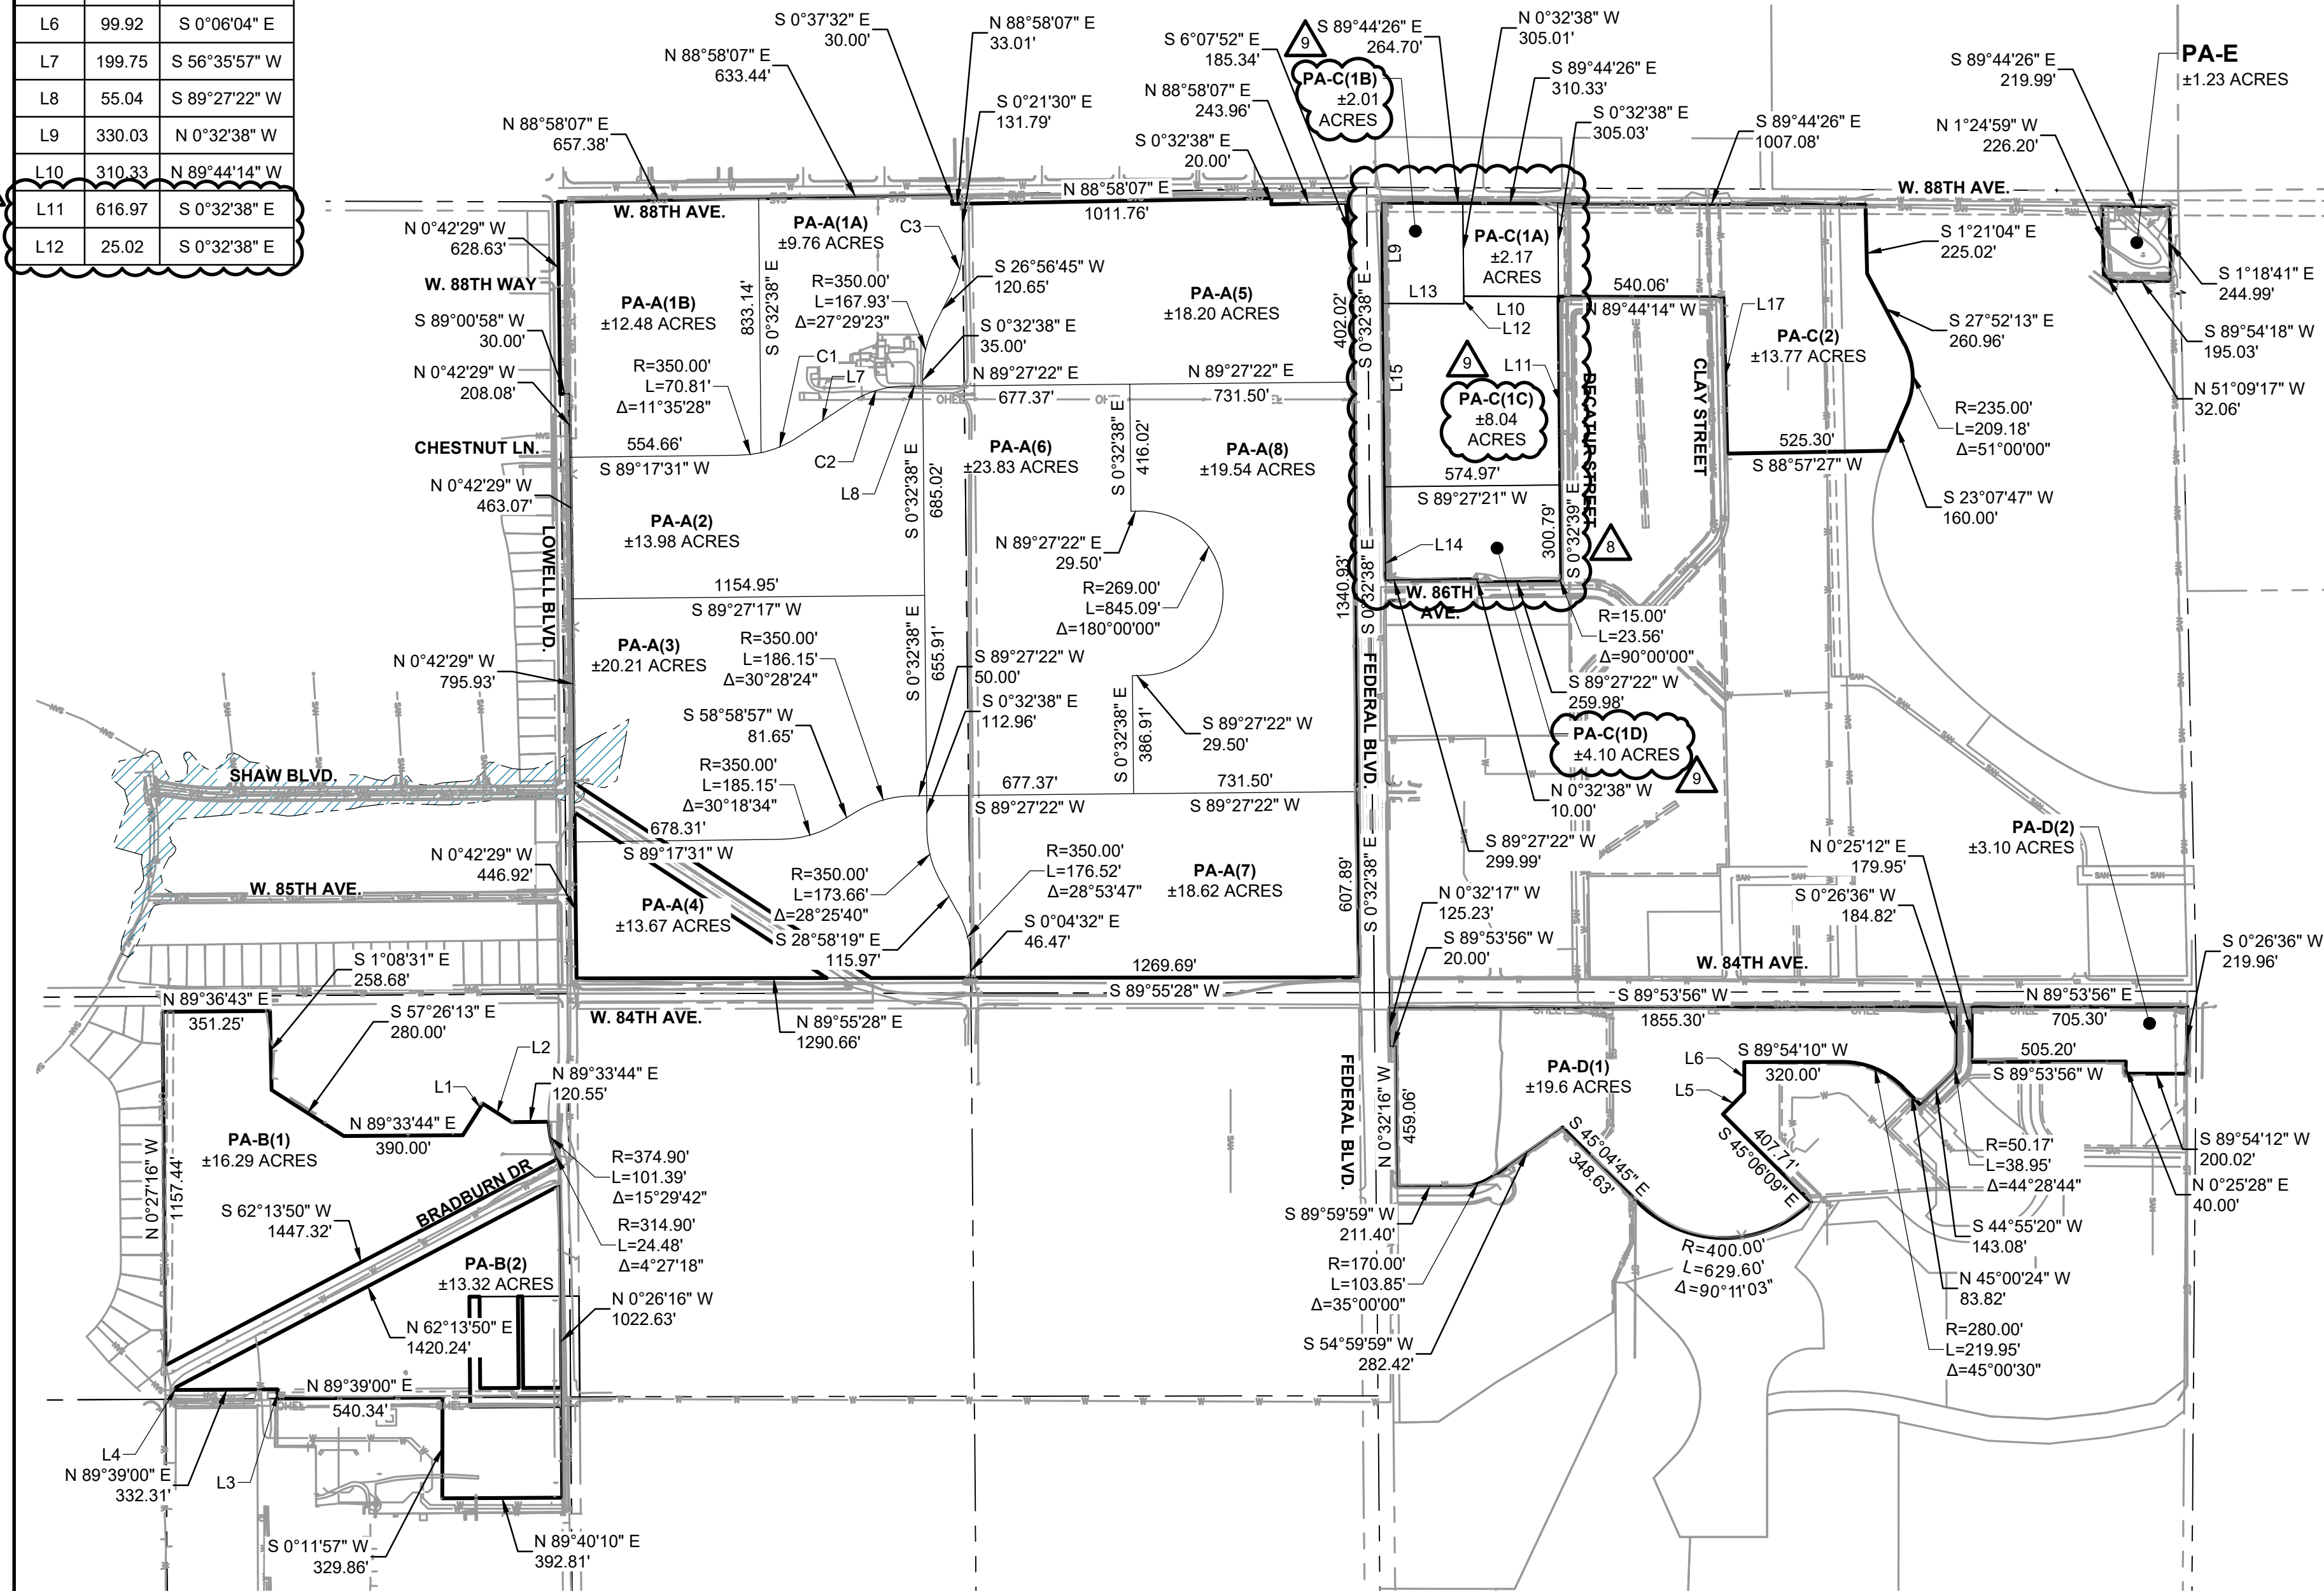 L6 99.92 S 0°06'04" E
L7 199.75 S 56°35'57" W
L8 55.04 S 89°27'22" W
L9 330.03 N 0°32'38" W
L10 310.33 N 89°44'14" W
L11 616.97 S 0°32'38" E
L12 25.02 S 0°32'38" E
S 0°37'32" E
30.00'
N 88°58'07" E
33.01'
N 88°58'07" E
633.44'
N 88°58'07" E
657.38'
S 0°21'30" E
131.79'
S 6°07'52" E
185.34'
N 88°58'07" E
243.96'
S 0°32'38" E
20.00'
9
S 89°44'26" E
264.70'
PA-C(1B)
±2.01
ACRES
N 0°32'38" W
305.01'
S 89°44'26" E
310.33'
S 0°32'38" E
305.03'
S 89°44'26" E
1007.08'
S 89°44'26" E
219.99'
PA-E
±1.23 ACRES
N 1°24'59" W
226.20'
W. 88TH AVE.
N 88°58'07" E
1011.76'
W. 88TH AVE.
N 0°42'29" W
628.63'
W. 88TH WAY
S 89°00'58" W
30.00'
N 0°42'29" W
208.08'
CHESTNUT LN.
N 0°42'29" W
463.07'
LOWELL BLVD.
PA-A(1A)
±9.76 ACRES
C3
R=350.00'
L=167.93'
Δ=27°29'23"
S 26°56'45" W
120.65'
S 0°32'38" E
35.00'
PA-A(1B)
±12.48 ACRES
833.14'
S 0°32'38" E
R=350.00'
L=70.81'
Δ=11°35'28"
C1
L7
554.66'
S 89°17'31" W
C2
L8
PA-A(5)
±18.20 ACRES
402.02'
S 0°32'38" E
N 89°27'22" E
677.37'
N 89°27'22" E
731.50'
OHEL
L9
PA-C(1A)
±2.17
ACRES
L13
L10
L12
L15
9
L11
PA-C(1C)
±8.04
ACRES
574.97'
S 89°27'21" W
DECATUR STREET
S 0°32'39" E
300.79'
L14
8
W. 86TH
AVE.
540.06'
N 89°44'14" W
L17
CLAY STREET
PA-C(2)
±13.77 ACRES
525.30'
S 88°57'27" W
S 1°21'04" E
225.02'
S 27°52'13" E
260.96'
R=235.00'
L=209.18'
Δ=51°00'00"
S 23°07'47" W
160.00'
S 1°18'41" E
244.99'
S 89°54'18" W
195.03'
N 51°09'17" W
32.06'
PA-A(2)
±13.98 ACRES
1154.95'
S 89°27'17" W
S 0°32'38" E
685.02'
PA-A(6)
±23.83 ACRES
S 0°32'38" E
416.02'
PA-A(8)
±19.54 ACRES
N 89°27'22" E
29.50'
R=269.00'
L=845.09'
Δ=180°00'00"
1340.93'
S 0°32'38" E
PA-A(3)
±20.21 ACRES
R=350.00'
L=186.15'
Δ=30°28'24"
S 0°32'38" E
655.91'
S 89°27'22" W
50.00'
S 0°32'38" E
112.96'
S 58°58'57" W
81.65'
R=350.00'
L=185.15'
Δ=30°18'34"
678.31'
S 89°17'31" W
N 0°42'29" W
795.93'
S 0°32'38" E
386.91'
S 89°27'22" W
29.50'
677.37'
S 89°27'22" W
731.50'
S 89°27'22" W
FEDERAL BLVD.
R=15.00'
L=23.56'
Δ=90°00'00"
S 89°27'22" W
259.98'
PA-C(1D)
±4.10 ACRES
9
N 0°32'38" W
10.00'
S 89°27'22" W
299.99'
SHAW BLVD.
N 0°42'29" W
446.92'
W. 85TH AVE.
PA-A(4)
±13.67 ACRES
R=350.00'
L=173.66'
Δ=28°25'40"
S 28°58'19" E
115.97'
R=350.00'
L=176.52'
Δ=28°53'47"
S 0°04'32" E
46.47'
PA-A(7)
±18.62 ACRES
1269.69'
S 89°55'28" W
607.89'
S 0°32'38" E
N 0°32'17" W
125.23'
S 89°53'56" W
20.00'
PA-D(2)
±3.10 ACRES
N 0°25'12" E
179.95'
S 0°26'36" W
184.82'
S 0°26'36" W
219.96'
W. 84TH AVE.
W. 84TH AVE.
N 89°55'28" E
1290.66'
S 1°08'31" E
258.68'
N 89°36'43" E
351.25'
S 57°26'13" E
280.00'
L2
L1
N 89°33'44" E
120.55'
N 89°33'44" E
390.00'
PA-B(1)
±16.29 ACRES
N 0°27'16" W
1157.44'
BRADBURN DR
S 62°13'50" W
1447.32'
R=374.90'
L=101.39'
Δ=15°29'42"
R=314.90'
L=24.48'
Δ=4°27'18"
PA-B(2)
±13.32 ACRES
N 62°13'50" E
1420.24'
N 0°26'16" W
1022.63'
N 89°39'00" E
540.34'
L4
N 89°39'00" E
332.31'
L3
S 0°11'57" W
329.86'
N 89°40'10" E
392.81'
S 89°53'56" W
1855.30'
N 89°53'56" E
705.30'
PA-D(1)
±19.6 ACRES
FEDERAL BLVD.
N 0°32'16" W
459.06'
L6
S 89°54'10" W
320.00'
L5
505.20'
S 89°53'56" W
S 45°04'45" E
348.63'
407.71'
S 45°06'09" E
S 89°59'59" W
211.40'
R=170.00'
L=103.85'
Δ=35°00'00"
S 54°59'59" W
282.42'
R=400.00'
L=629.60'
Δ=90°11'03"
R=50.17'
L=38.95'
Δ=44°28'44"
S 89°54'12" W
200.02'
N 0°25'28" E
40.00'
S 44°55'20" W
143.08'
N 45°00'24" W
83.82'
R=280.00'
L=219.95'
Δ=45°00'30"